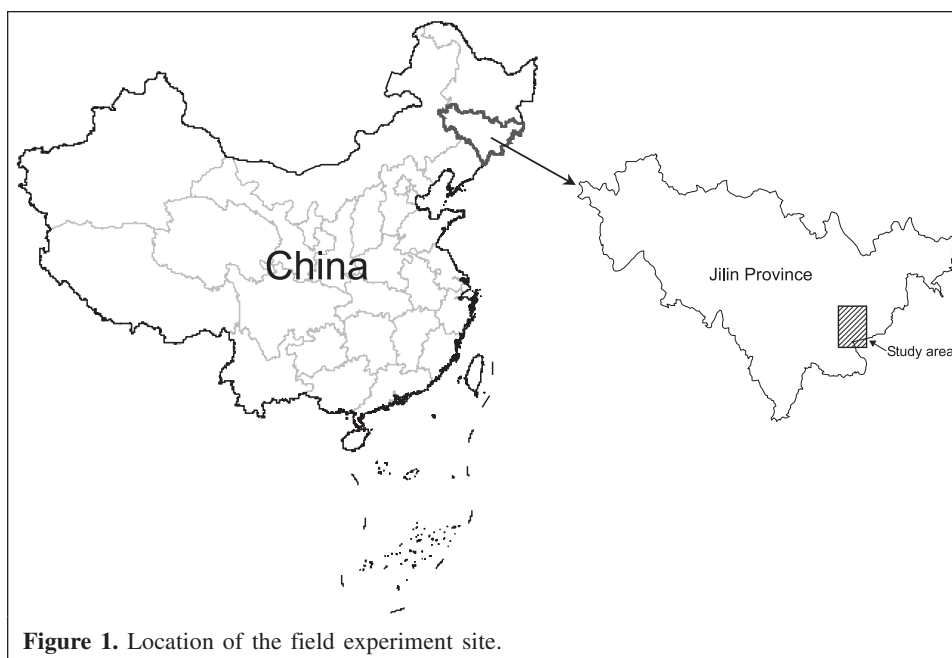 China
Jilin Province
Study area
Figure 1. Location of the field experiment site.